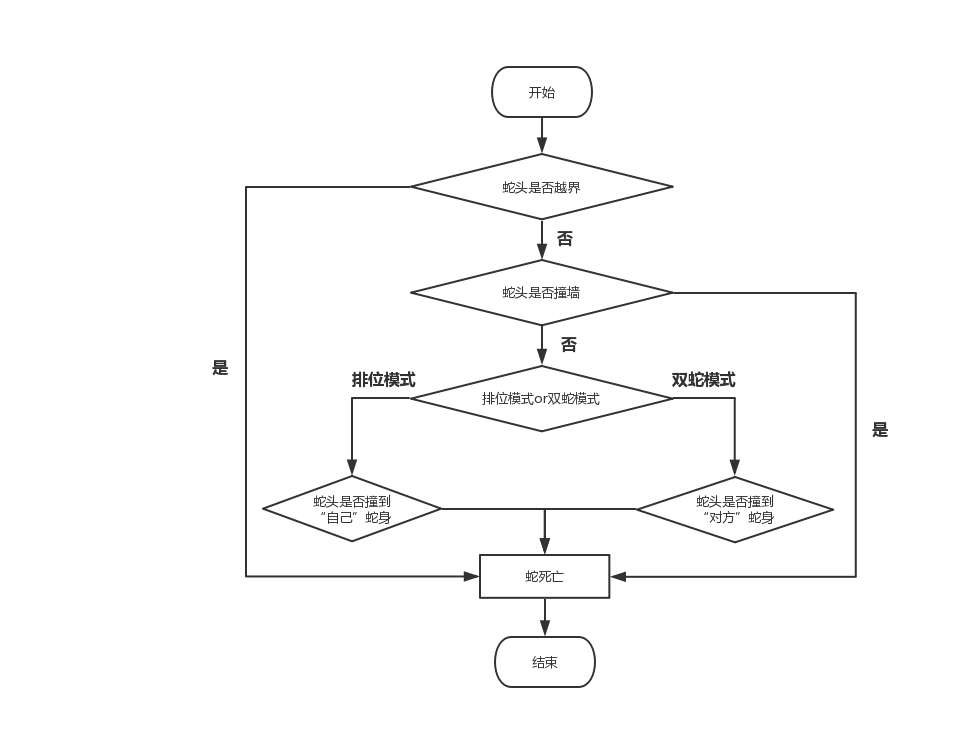 开始
蛇头是否越界
否
蛇头是否撞墙
否
是
排位模式
双蛇模式
排位模式or双蛇模式
是
蛇头是否撞到
“自己”蛇身
蛇头是否撞到
“对方”蛇身
蛇死亡
结束